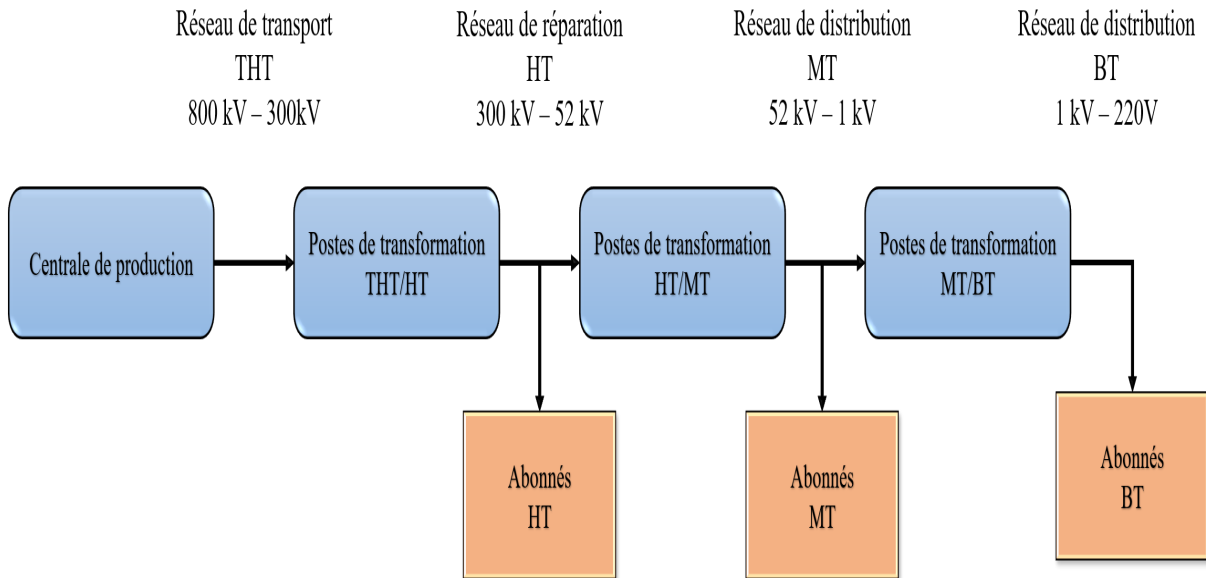 Réseau de transport
THT
800 kV – 300kV
Réseau de réparation
HT
300 kV – 52 kV
Réseau de distribution
MT
52 kV – 1 kV
Réseau de distribution
BT
1 kV – 220V
Centrale de production
Postes de transformation
THT/HT
Postes de transformation
HT/MT
Postes de transformation
MT/BT
Abonnés
HT
Abonnés
MT
Abonnés
BT